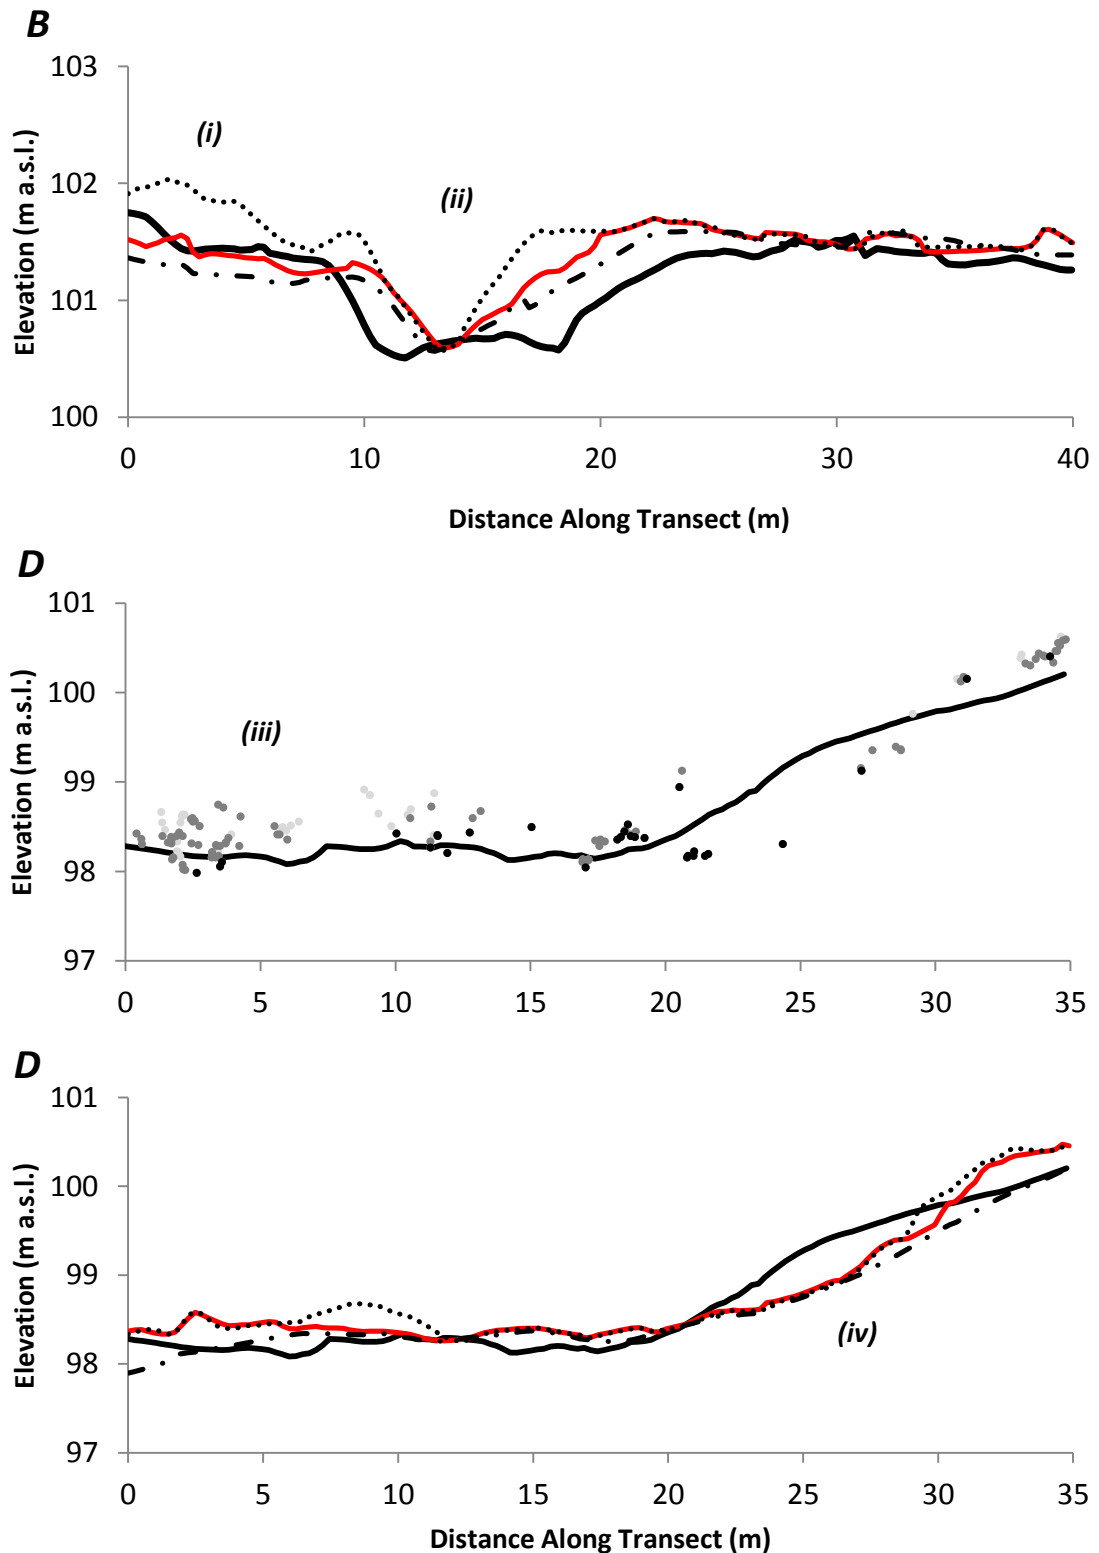 B
103
(i)
102
(ii)
101
100
0 10 20 30 40
Elevation (m a.s.l.)
Distance Along Transect (m)
D
101
100
(iii)
99
98
97
0 5 10 15 20 25 30 35
Elevation (m a.s.l.)
D
101
100
99
(iv)
98
97
0 5 10 15 20 25 30 35
Elevation (m a.s.l.)
Distance Along Transect (m)